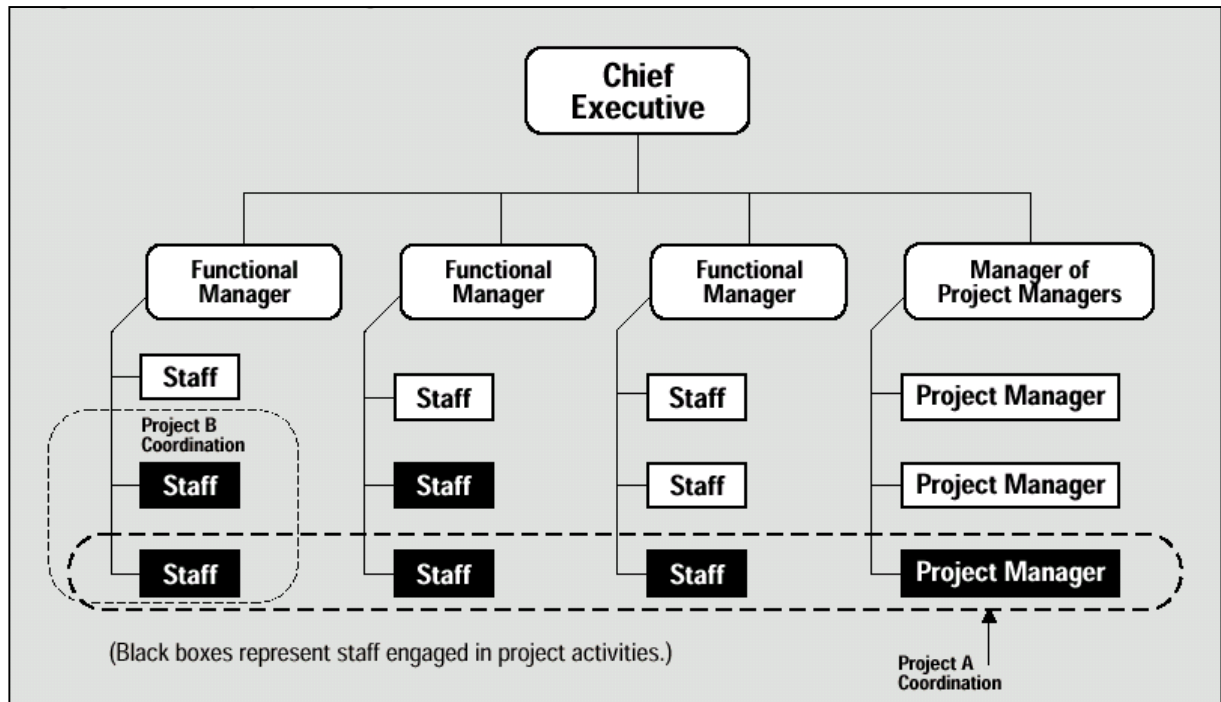 Chief
Executive
Functional
Manager
Functional
Manager
Functional
Manager
Manager of
Project Managers
Staff
Staff
Staff
Project Manager
Project B
Coordination
Staff
Staff
Staff
Project Manager
Staff
Staff
Staff
Project Manager
(Black boxes represent staff engaged in project activities.)
Project A
Coordination